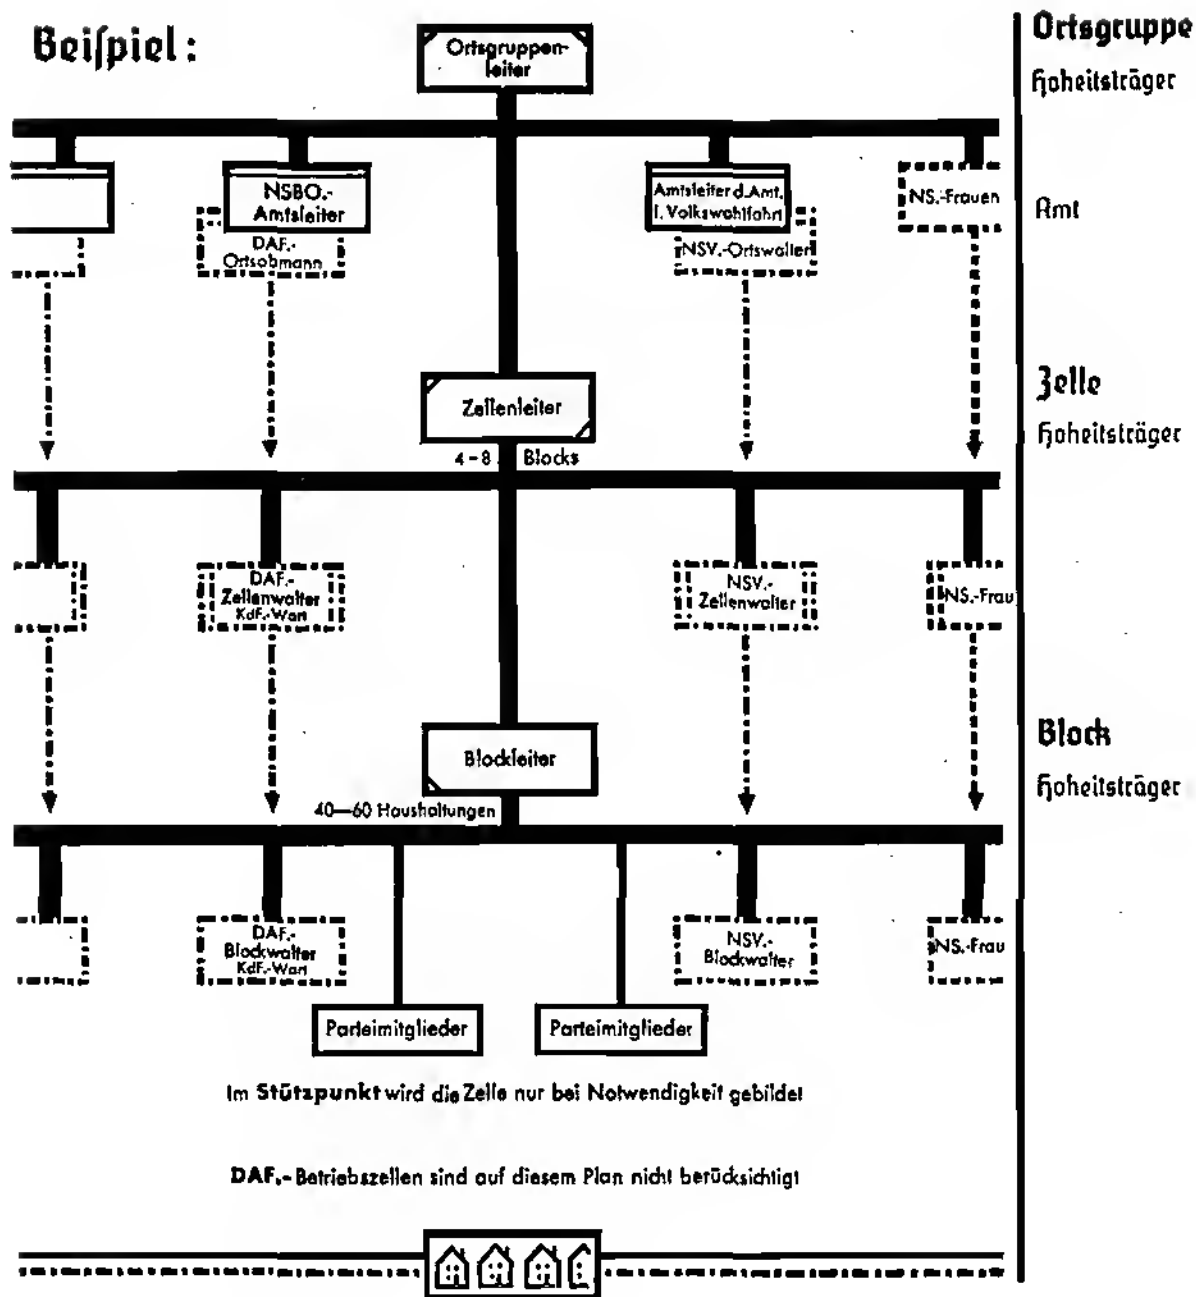 Beiſpiel:
Ortsgruppen-
leiter
Ortsgruppe
Hoheitsträger
NSBO.-
Amtsleiter
DAF.-
Ortsobmann
Amtsleiter d. Amt.
f. Volkswohlfahrt
NSV.-Ortswalter
NS.-Frauen
Amt
Zellenleiter
4-8 Blocks
Zelle
Hoheitsträger
DAF.-
Zellenwalter
KdF.-Wart
NSV.-
Zellenwalter
NS.-Frau
Blockleiter
40—60 Haushaltungen
Block
Hoheitsträger
DAF.-
Blockwalter
KdF.-Wart
NSV.-
Blockwalter
NS.-Frau
Parteimitglieder
Parteimitglieder
Im Stützpunkt wird die Zelle nur bei Notwendigkeit gebildet
DAF.-Betriebszellen sind auf diesem Plan nicht berücksichtigt